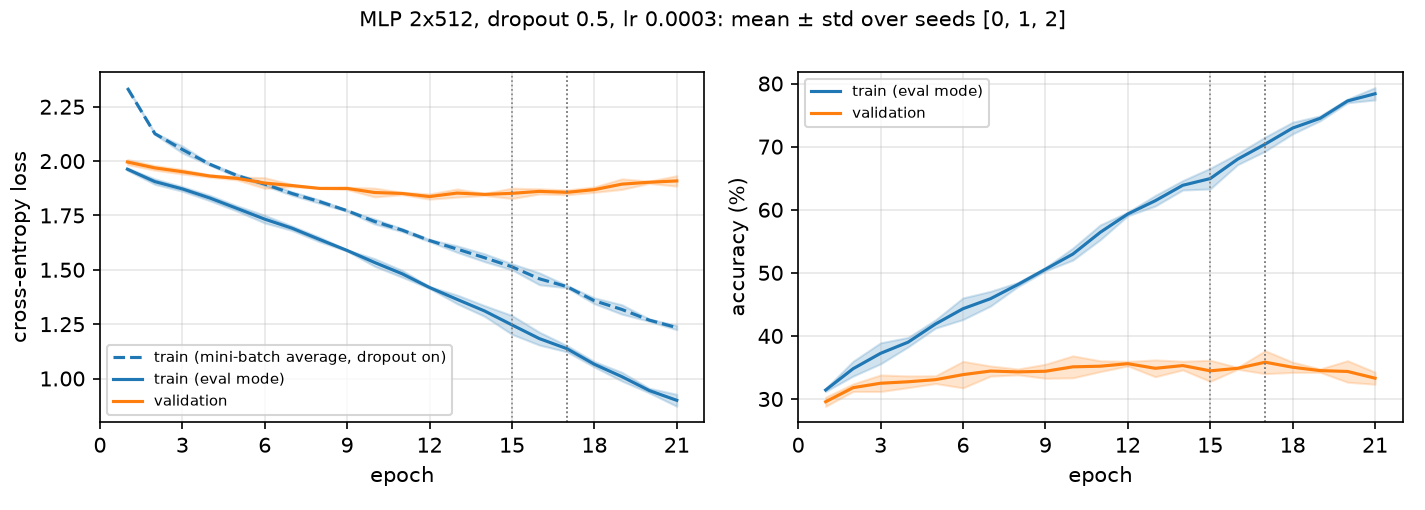 MLP 2x512, dropout 0.5, lr 0.0003: mean ± std over seeds [0, 1, 2]
cross-entropy loss
2.25
2.00
1.75
1.50
1.25
1.00
train (mini-batch average, dropout on)
train (eval mode)
validation
0 3 6 9 12 15 18 21
epoch
accuracy (%)
80
70
60
50
40
30
train (eval mode)
validation
0 3 6 9 12 15 18 21
epoch